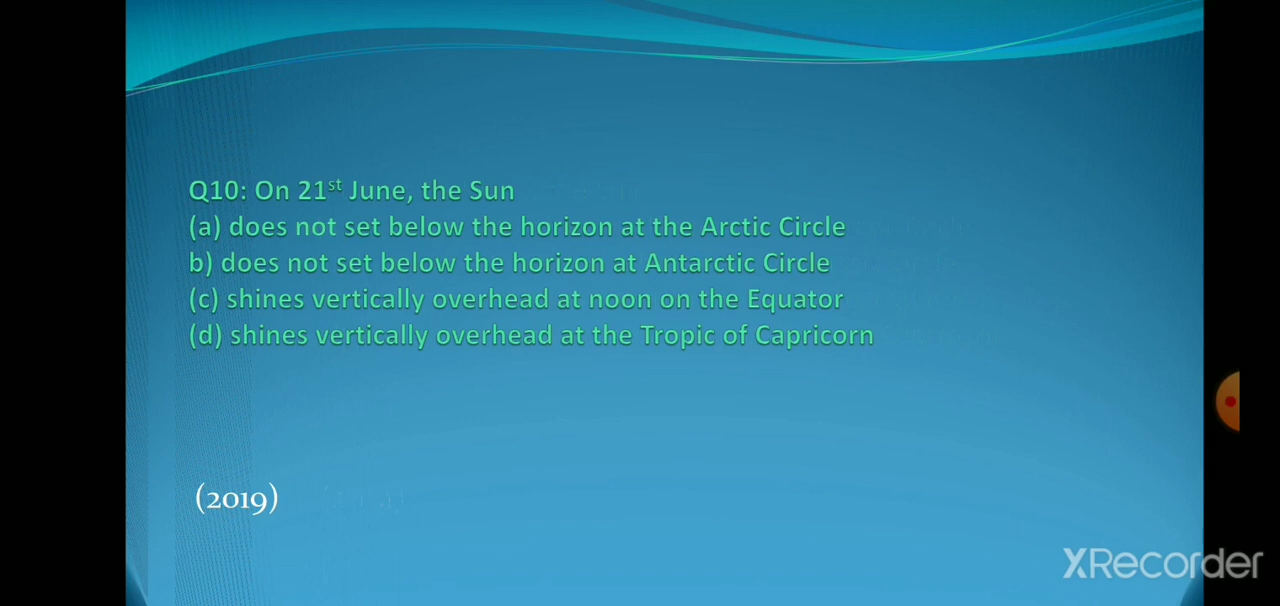 Q10: On 21st June, the Sun
(a) does not set below the horizon at the Arctic Circle
b) does not set below the horizon at Antarctic Circle
(c) shines vertically overhead at noon on the Equator
(d) shines vertically overhead at the Tropic of Capricorn
(2019)
XRecorder